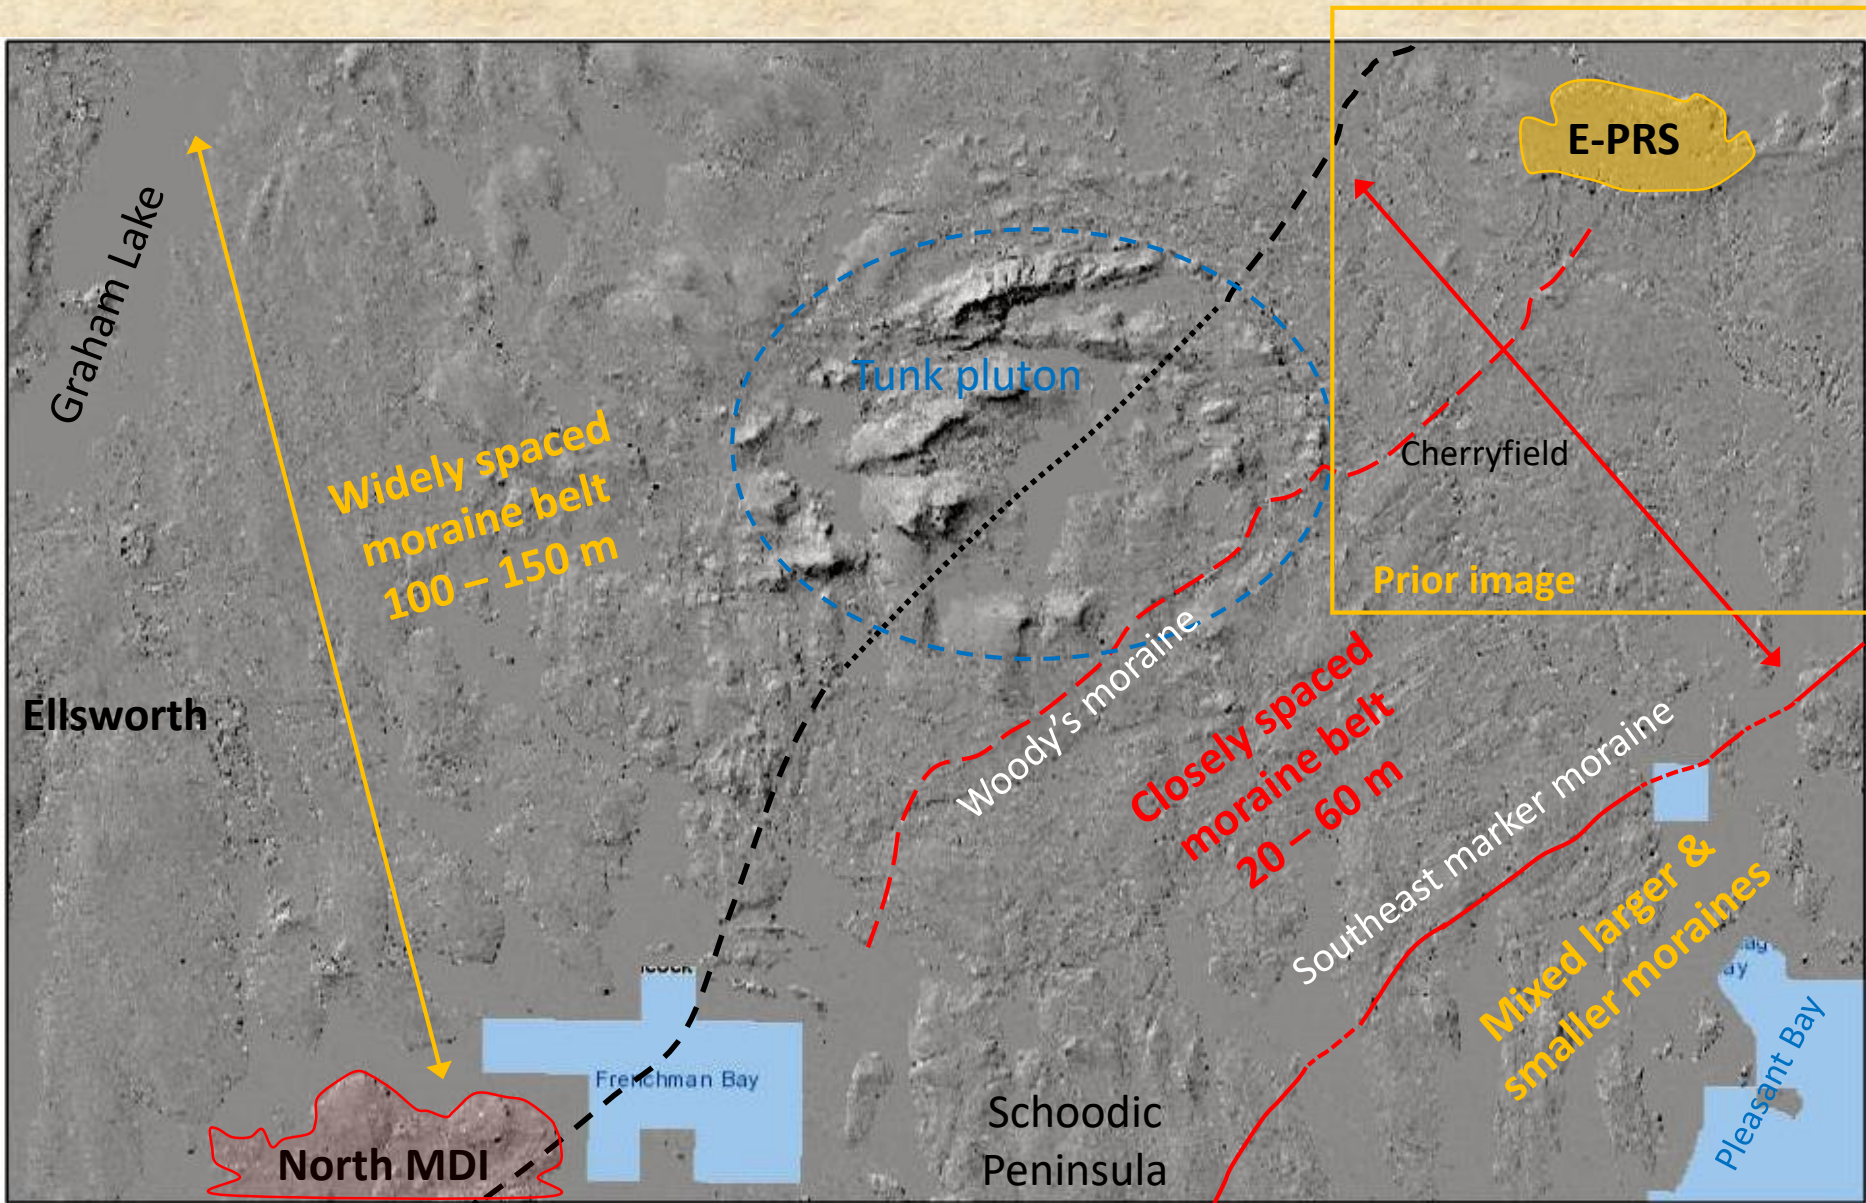 E-PRS
Graham Lake
Tunk pluton
Widely spaced
moraine belt
100 – 150 m
Cherryfield
Prior image
Ellsworth
Woody's moraine
Closely spaced
moraine belt
20 – 60 m
Southeast marker moraine
Mixed larger &
smaller moraines
Frenchman Bay
Pleasant Bay
Schoodic
Peninsula
North MDI